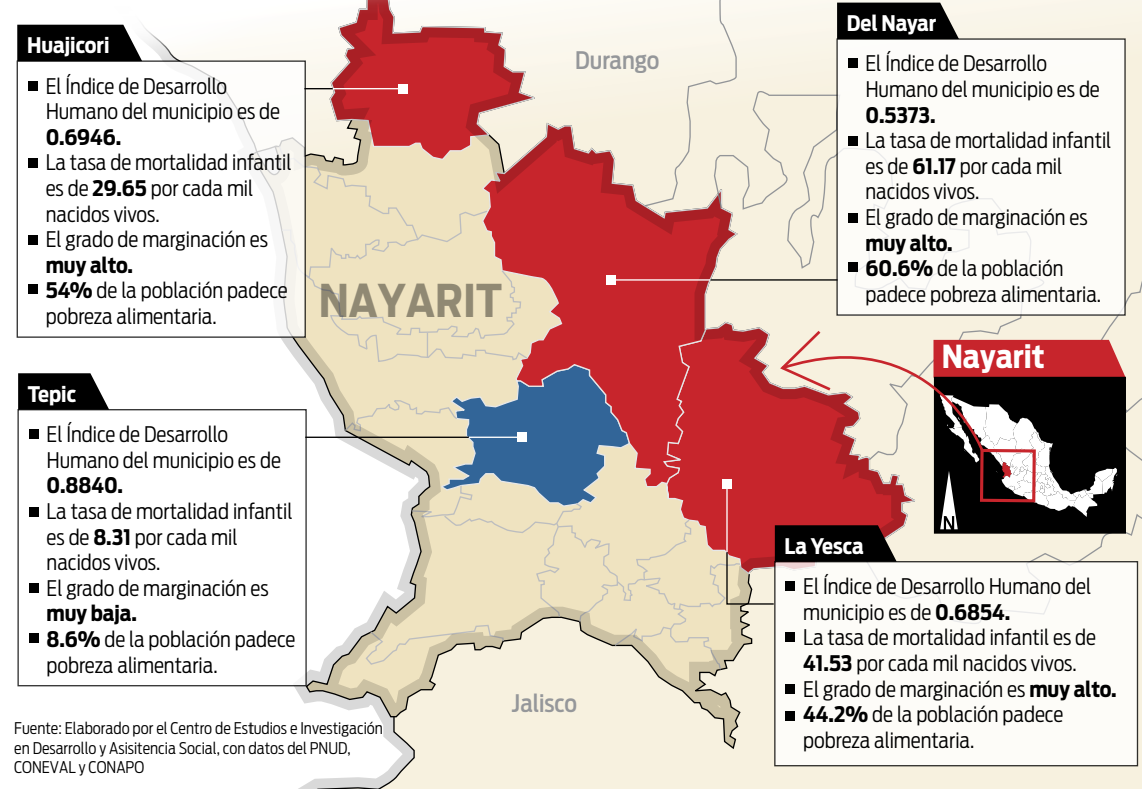 Huajicori
■ El Índice de Desarrollo
Humano del municipio es de
0.6946.
■ La tasa de mortalidad infantil
es de 29.65 por cada mil
nacidos vivos.
■ El grado de marginación es
muy alto.
■ 54% de la población padece
pobreza alimentaria.
Durango
Del Nayar
■ El Índice de Desarrollo
Humano del municipio es de
0.5373.
■ La tasa de mortalidad infantil
es de 61.17 por cada mil
nacidos vivos.
■ El grado de marginación es
muy alto.
■ 60.6% de la población
padece pobreza alimentaria.
NAYARIT
Nayarit
N
Tepic
■ El Índice de Desarrollo
Humano del municipio es de
0.8840.
■ La tasa de mortalidad infantil
es de 8.31 por cada mil
nacidos vivos.
■ El grado de marginación es
muy baja.
■ 8.6% de la población padece
pobreza alimentaria.
La Yesca
■ El Índice de Desarrollo Humano del
municipio es de 0.6854.
■ La tasa de mortalidad infantil es de
41.53 por cada mil nacidos vivos.
■ El grado de marginación es muy alto.
■ 44.2% de la población padece
pobreza alimentaria.
Jalisco
Fuente: Elaborado por el Centro de Estudios e Investigación
en Desarrollo y Asisitencia Social, con datos del PNUD,
CONEVAL y CONAPO